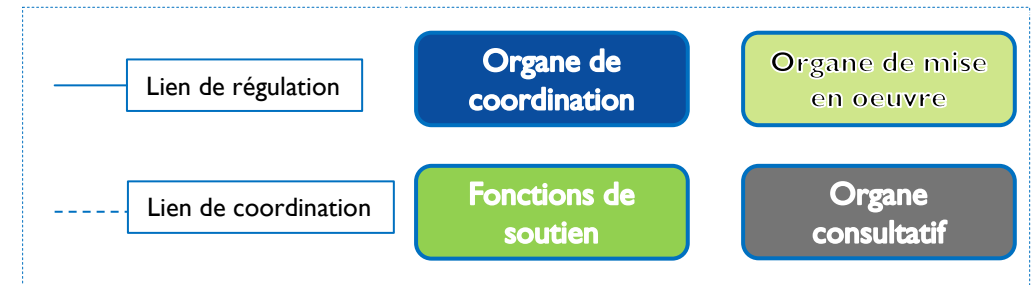 Lien de régulation
Organe de
coordination
Organe de mise
en oeuvre
Lien de coordination
Fonctions de
soutien
Organe
consultatif